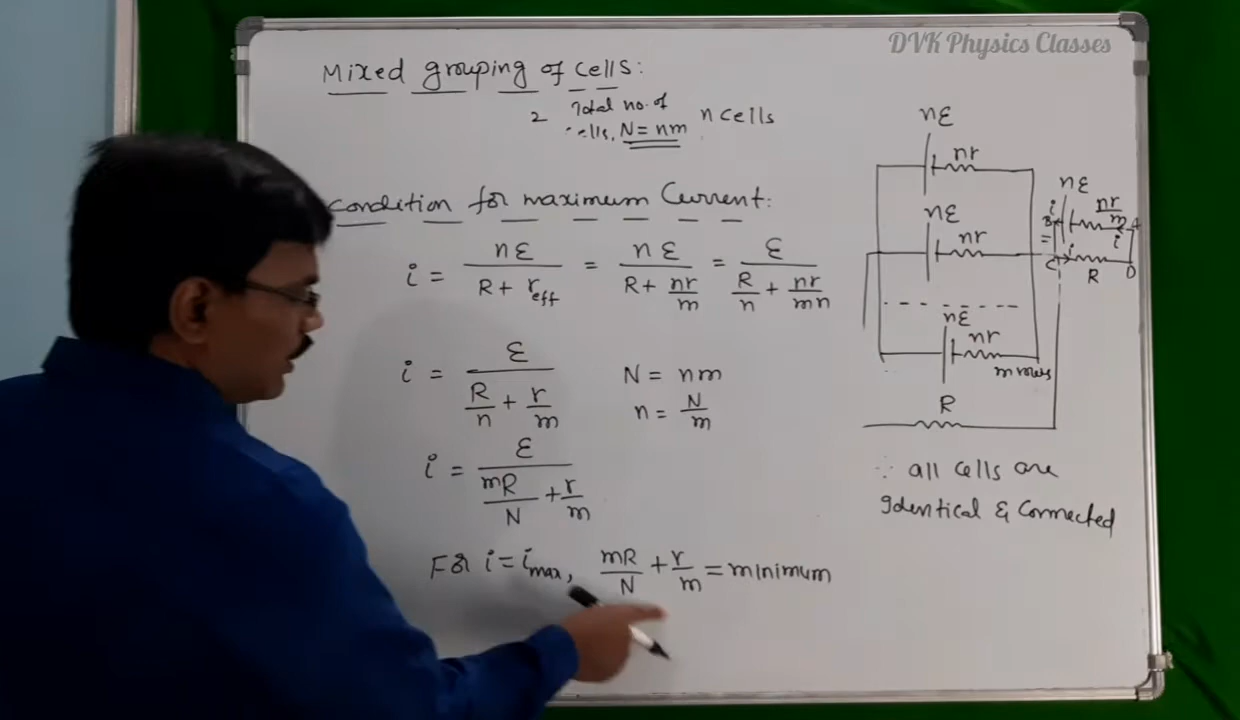 DVK Physics Classes
Mixed grouping of cells:
2 Total no. of
cells, N = nm n cells
condition for maximum Current:
i = nε / (R + r_eff) = nε / (R + nr/m) = ε / (R/n + nr/mn)
i = ε / (R/n + r/m)
N = nm
n = N/m
i = ε / (mR/N + r/m)
For i = i_max, mR/N + r/m = minimum
nε
nr
nε
nr
nε
nr
m rows
R
nε
nr/m
i
B
A
=
i
C
i
R
D
∵ all cells are
Identical & Connected